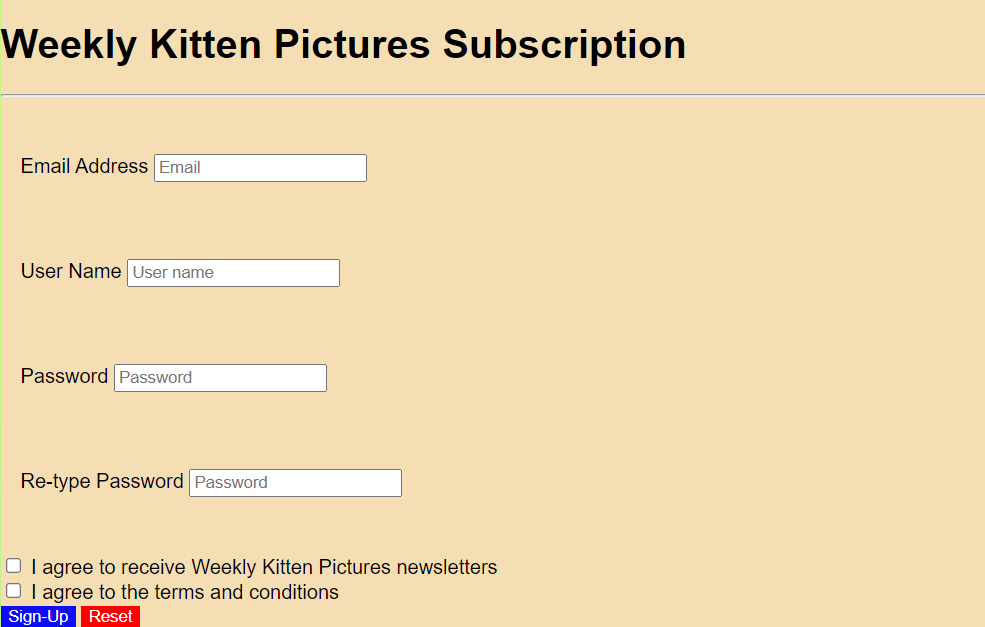 Weekly Kitten Pictures Subscription
Email Address Email
User Name User name
Password Password
Re-type Password Password
I agree to receive Weekly Kitten Pictures newsletters
I agree to the terms and conditions
Sign-Up Reset